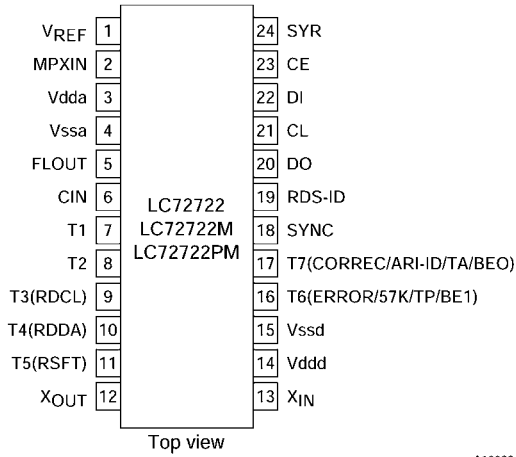 VREF 1 24 SYR
MPXIN 2 23 CE
Vdda 3 22 DI
Vssa 4 21 CL
FLOUT 5 20 DO
CIN 6 19 RDS-ID
T1 7 18 SYNC
T2 8 17 T7(CORREC/ARI-ID/TA/BEO)
T3(RDCL) 9 16 T6(ERROR/57K/TP/BE1)
T4(RDDA) 10 15 Vssd
T5(RSFT) 11 14 Vddd
XOUT 12 13 XIN
LC72722
LC72722M
LC72722PM
Top view